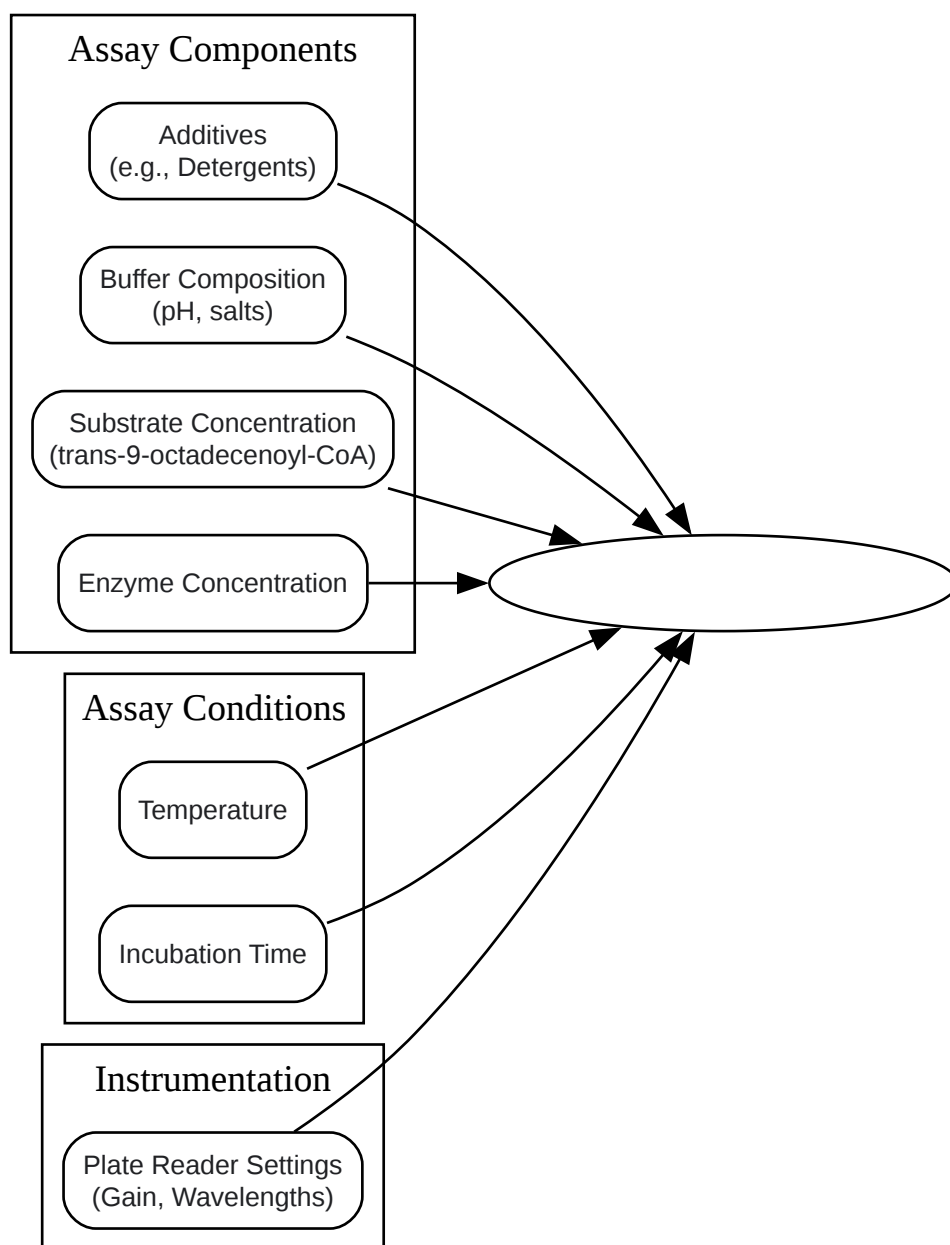 Assay Components
Additives
(e.g., Detergents)
Buffer Composition
(pH, salts)
Substrate Concentration
(trans-9-octadecenoyl-CoA)
Enzyme Concentration
Assay Conditions
Temperature
Incubation Time
Instrumentation
Plate Reader Settings
(Gain, Wavelengths)